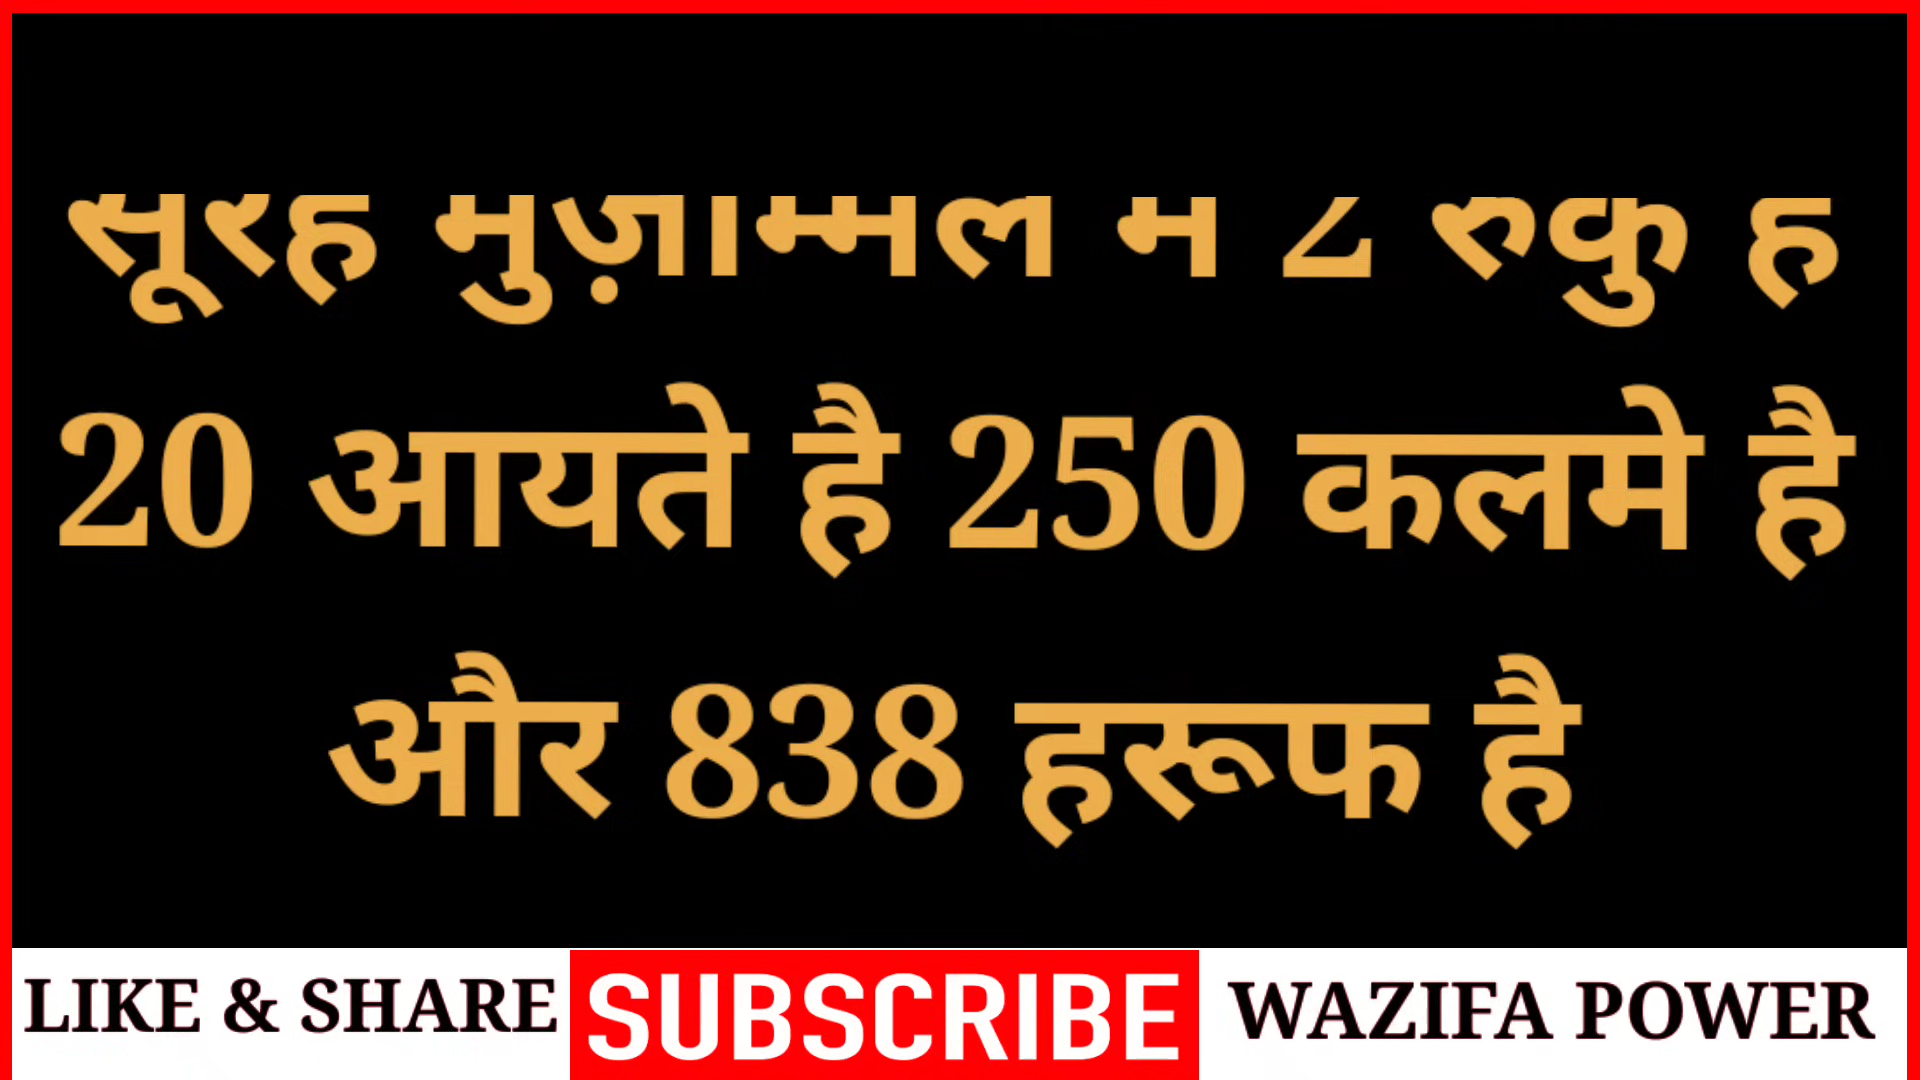 सूरह मुज़म्मिल में 2 रुकु है
20 आयते है 250 कलमे है
और 838 हरूफ है
LIKE & SHARE SUBSCRIBE WAZIFA POWER